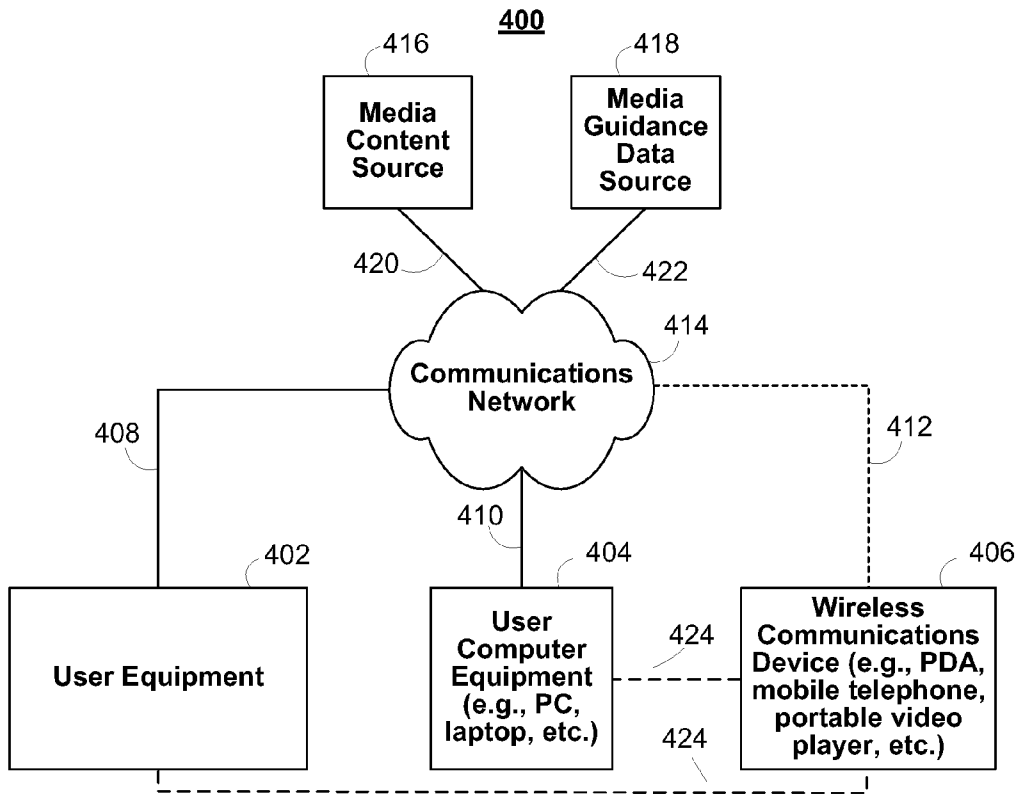 400
416
418
Media
Content
Source
Media
Guidance
Data
Source
420
422
414
Communications
Network
408
412
410
402
404
406
User Equipment
User
Computer
Equipment
(e.g., PC,
laptop, etc.)
424
Wireless
Communications
Device (e.g., PDA,
mobile telephone,
portable video
player, etc.)
424